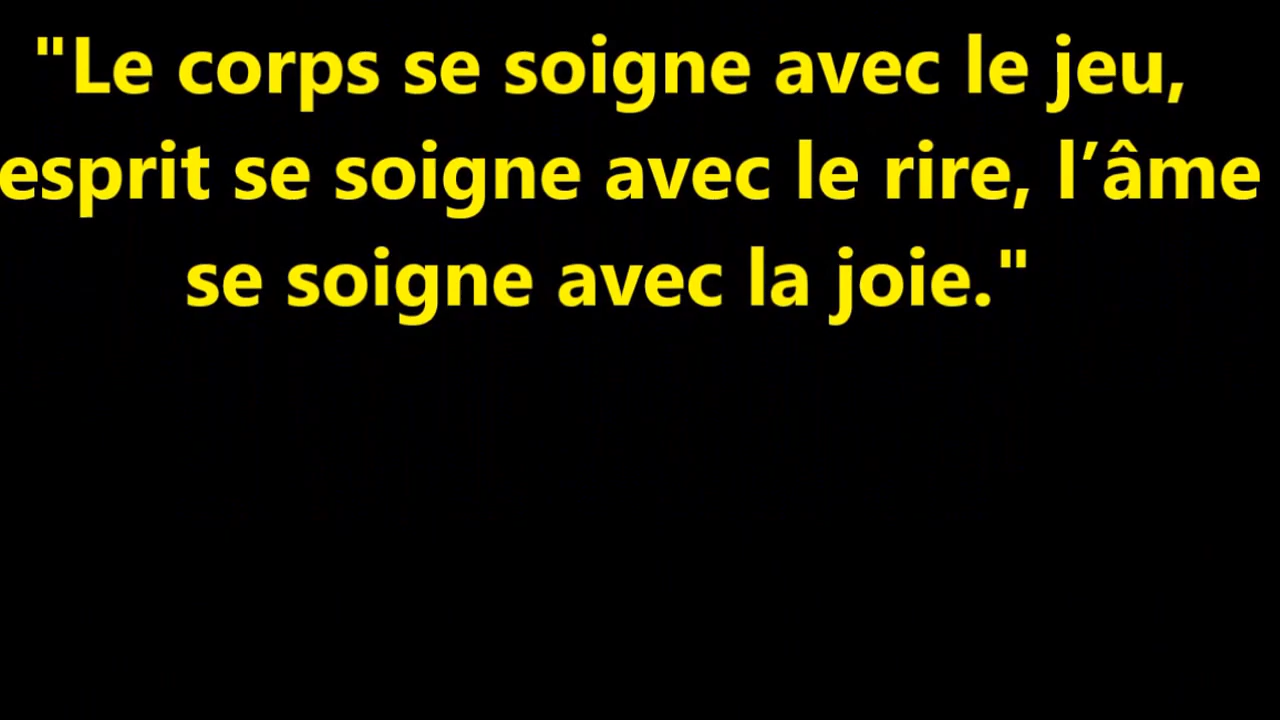 "Le corps se soigne avec le jeu,
esprit se soigne avec le rire, l’âme
se soigne avec la joie."